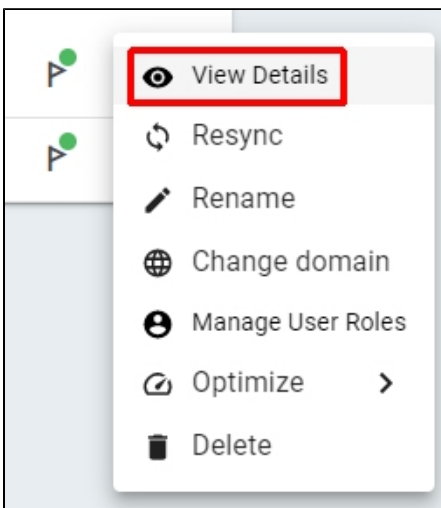 View Details
Resync
Rename
Change domain
Manage User Roles
Optimize
Delete